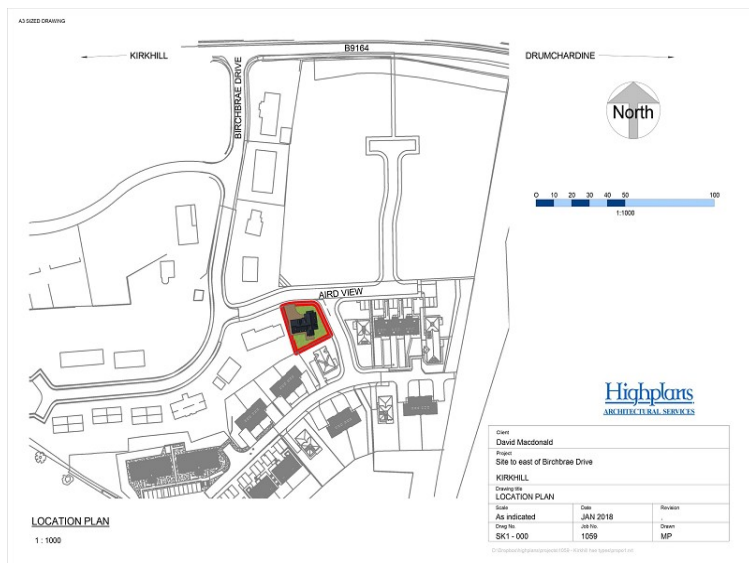 A3 SIZED DRAWING
KIRKHILL
B9164
DRUMCHARDINE
BIRCHBRAE DRIVE
North
0 10 20 30 40 50 100
1:1000
AIRD VIEW
Highplans
ARCHITECTURAL SERVICES
Client
David Macdonald
Project
Site to east of Birchbrae Drive
KIRKHILL
Drawing title
LOCATION PLAN
Scale
Date
Revision
As indicated
JAN 2018
.
Drwg No.
Job No.
Drawn
SK1 - 000
1059
MP
LOCATION PLAN
1 : 1000